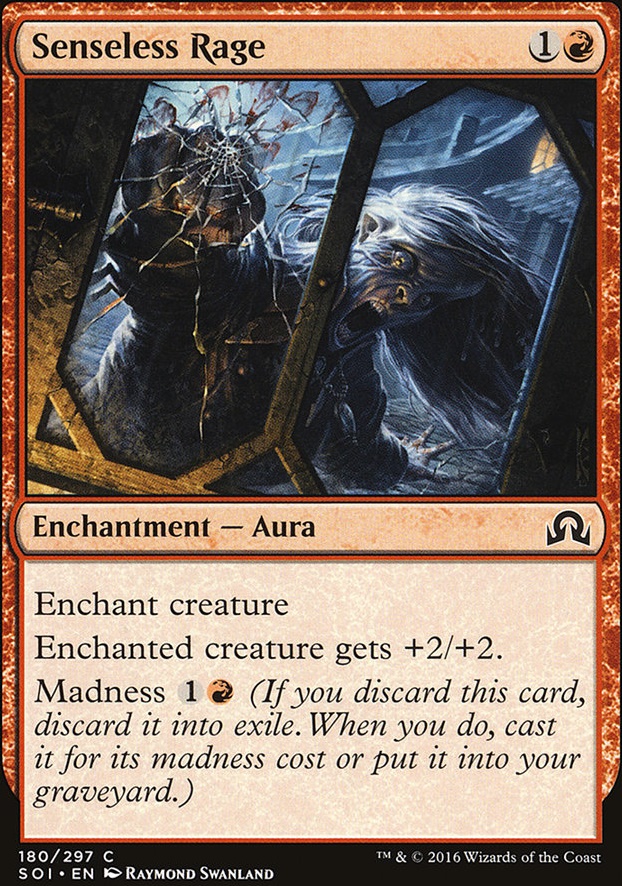 Senseless Rage 1
Enchantment — Aura
Enchant creature
Enchanted creature gets +2/+2.
Madness 1 (If you discard this card,
discard it into exile. When you do, cast
it for its madness cost or put it into your
graveyard.)
180/297 C
SOI • EN RAYMOND SWANLAND
™ & © 2016 Wizards of the Coast